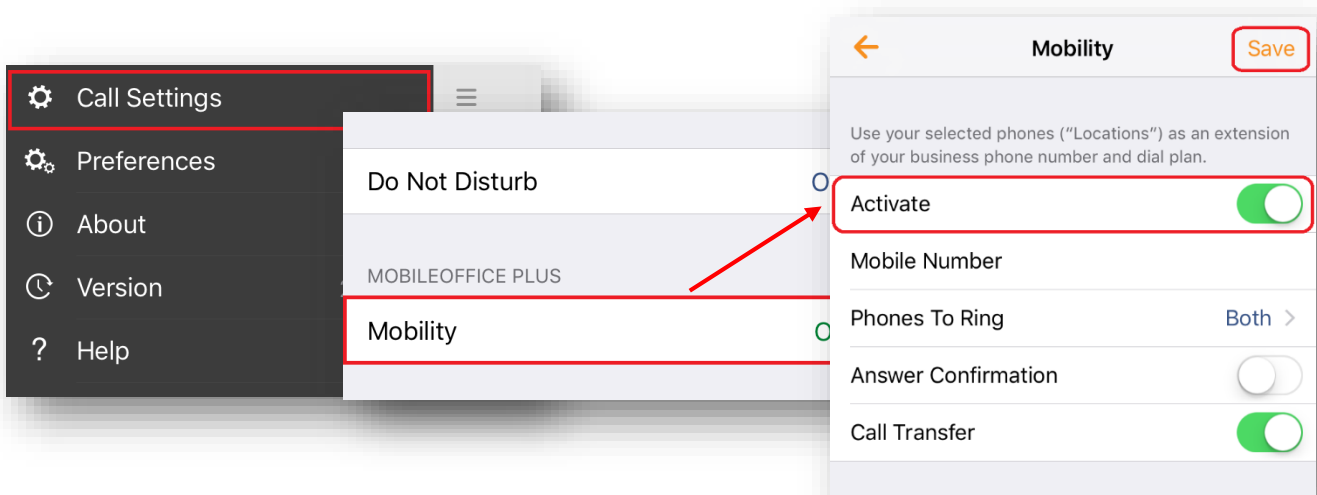 Call Settings
Preferences
About
Version
Help
Do Not Disturb
MOBILEOFFICE PLUS
Mobility
Mobility
Save
Use your selected phones (“Locations”) as an extension
of your business phone number and dial plan.
Activate
Mobile Number
Phones To Ring Both
Answer Confirmation
Call Transfer